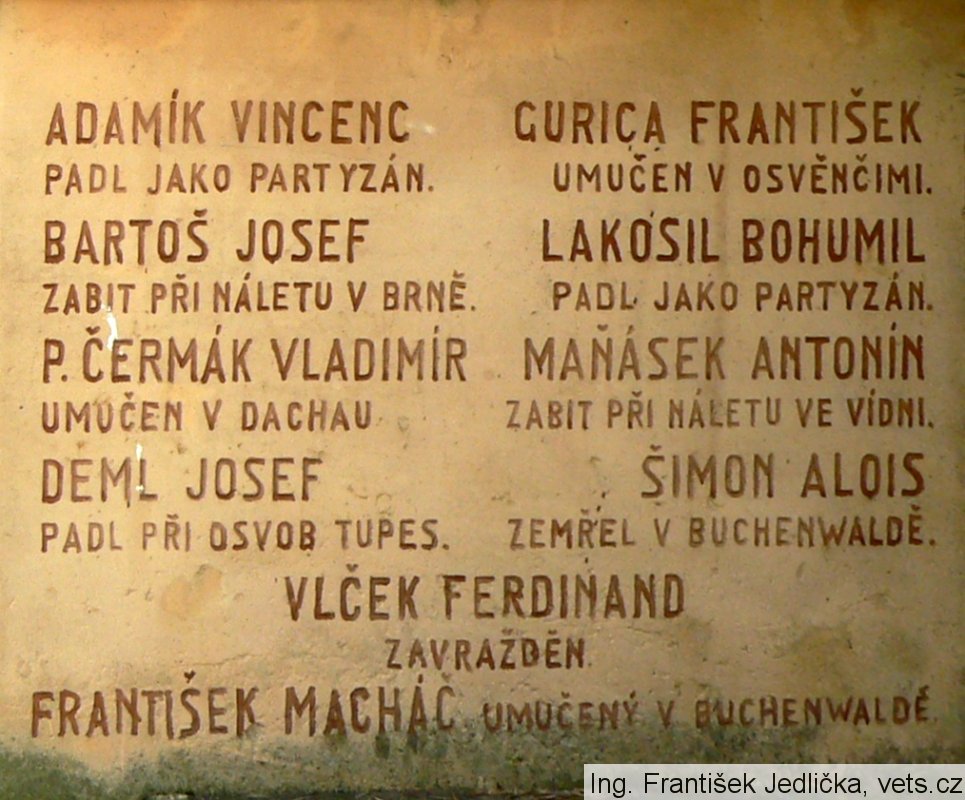 ADAMÍK VINCENC
PADL JAKO PARTYZÁN.
BARTOŠ JOSEF
ZABIT PŘI NÁLETU V BRNĚ.
P. ČERMÁK VLADIMÍR
UMUČEN V DACHAU
DEML JOSEF
PADL PŘI OSVOB TUPES.
GURICA FRANTIŠEK
UMUČEN V OSVĚNČIMI.
LAKOSIL BOHUMIL
PADL JAKO PARTYZÁN.
MAŇÁSEK ANTONÍN
ZABIT PŘI NÁLETU VE VÍDNI.
ŠIMON ALOIS
ZEMŘEL V BUCHENWALDĚ.
VLČEK FERDINAND
ZAVRAŽDĚN.
FRANTIŠEK MACHÁČ UMUČENÝ V BUCHENWALDĚ.
Ing. František Jedlička, vets.cz